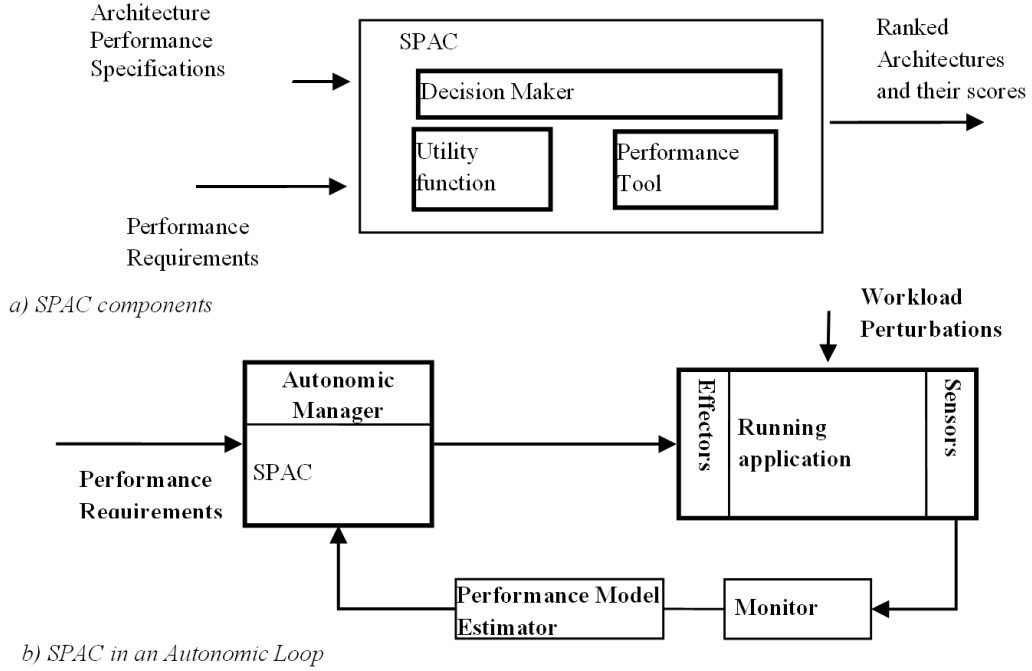 Architecture
Performance
Specifications
SPAC
Decision Maker
Utility
function
Performance
Tool
Ranked
Architectures
and their scores
Performance
Requirements
a) SPAC components
Workload
Perturbations
Autonomic
Manager
SPAC
Effectors
Running
application
Sensors
Performance
Requirements
Performance Model
Estimator
Monitor
b) SPAC in an Autonomic Loop